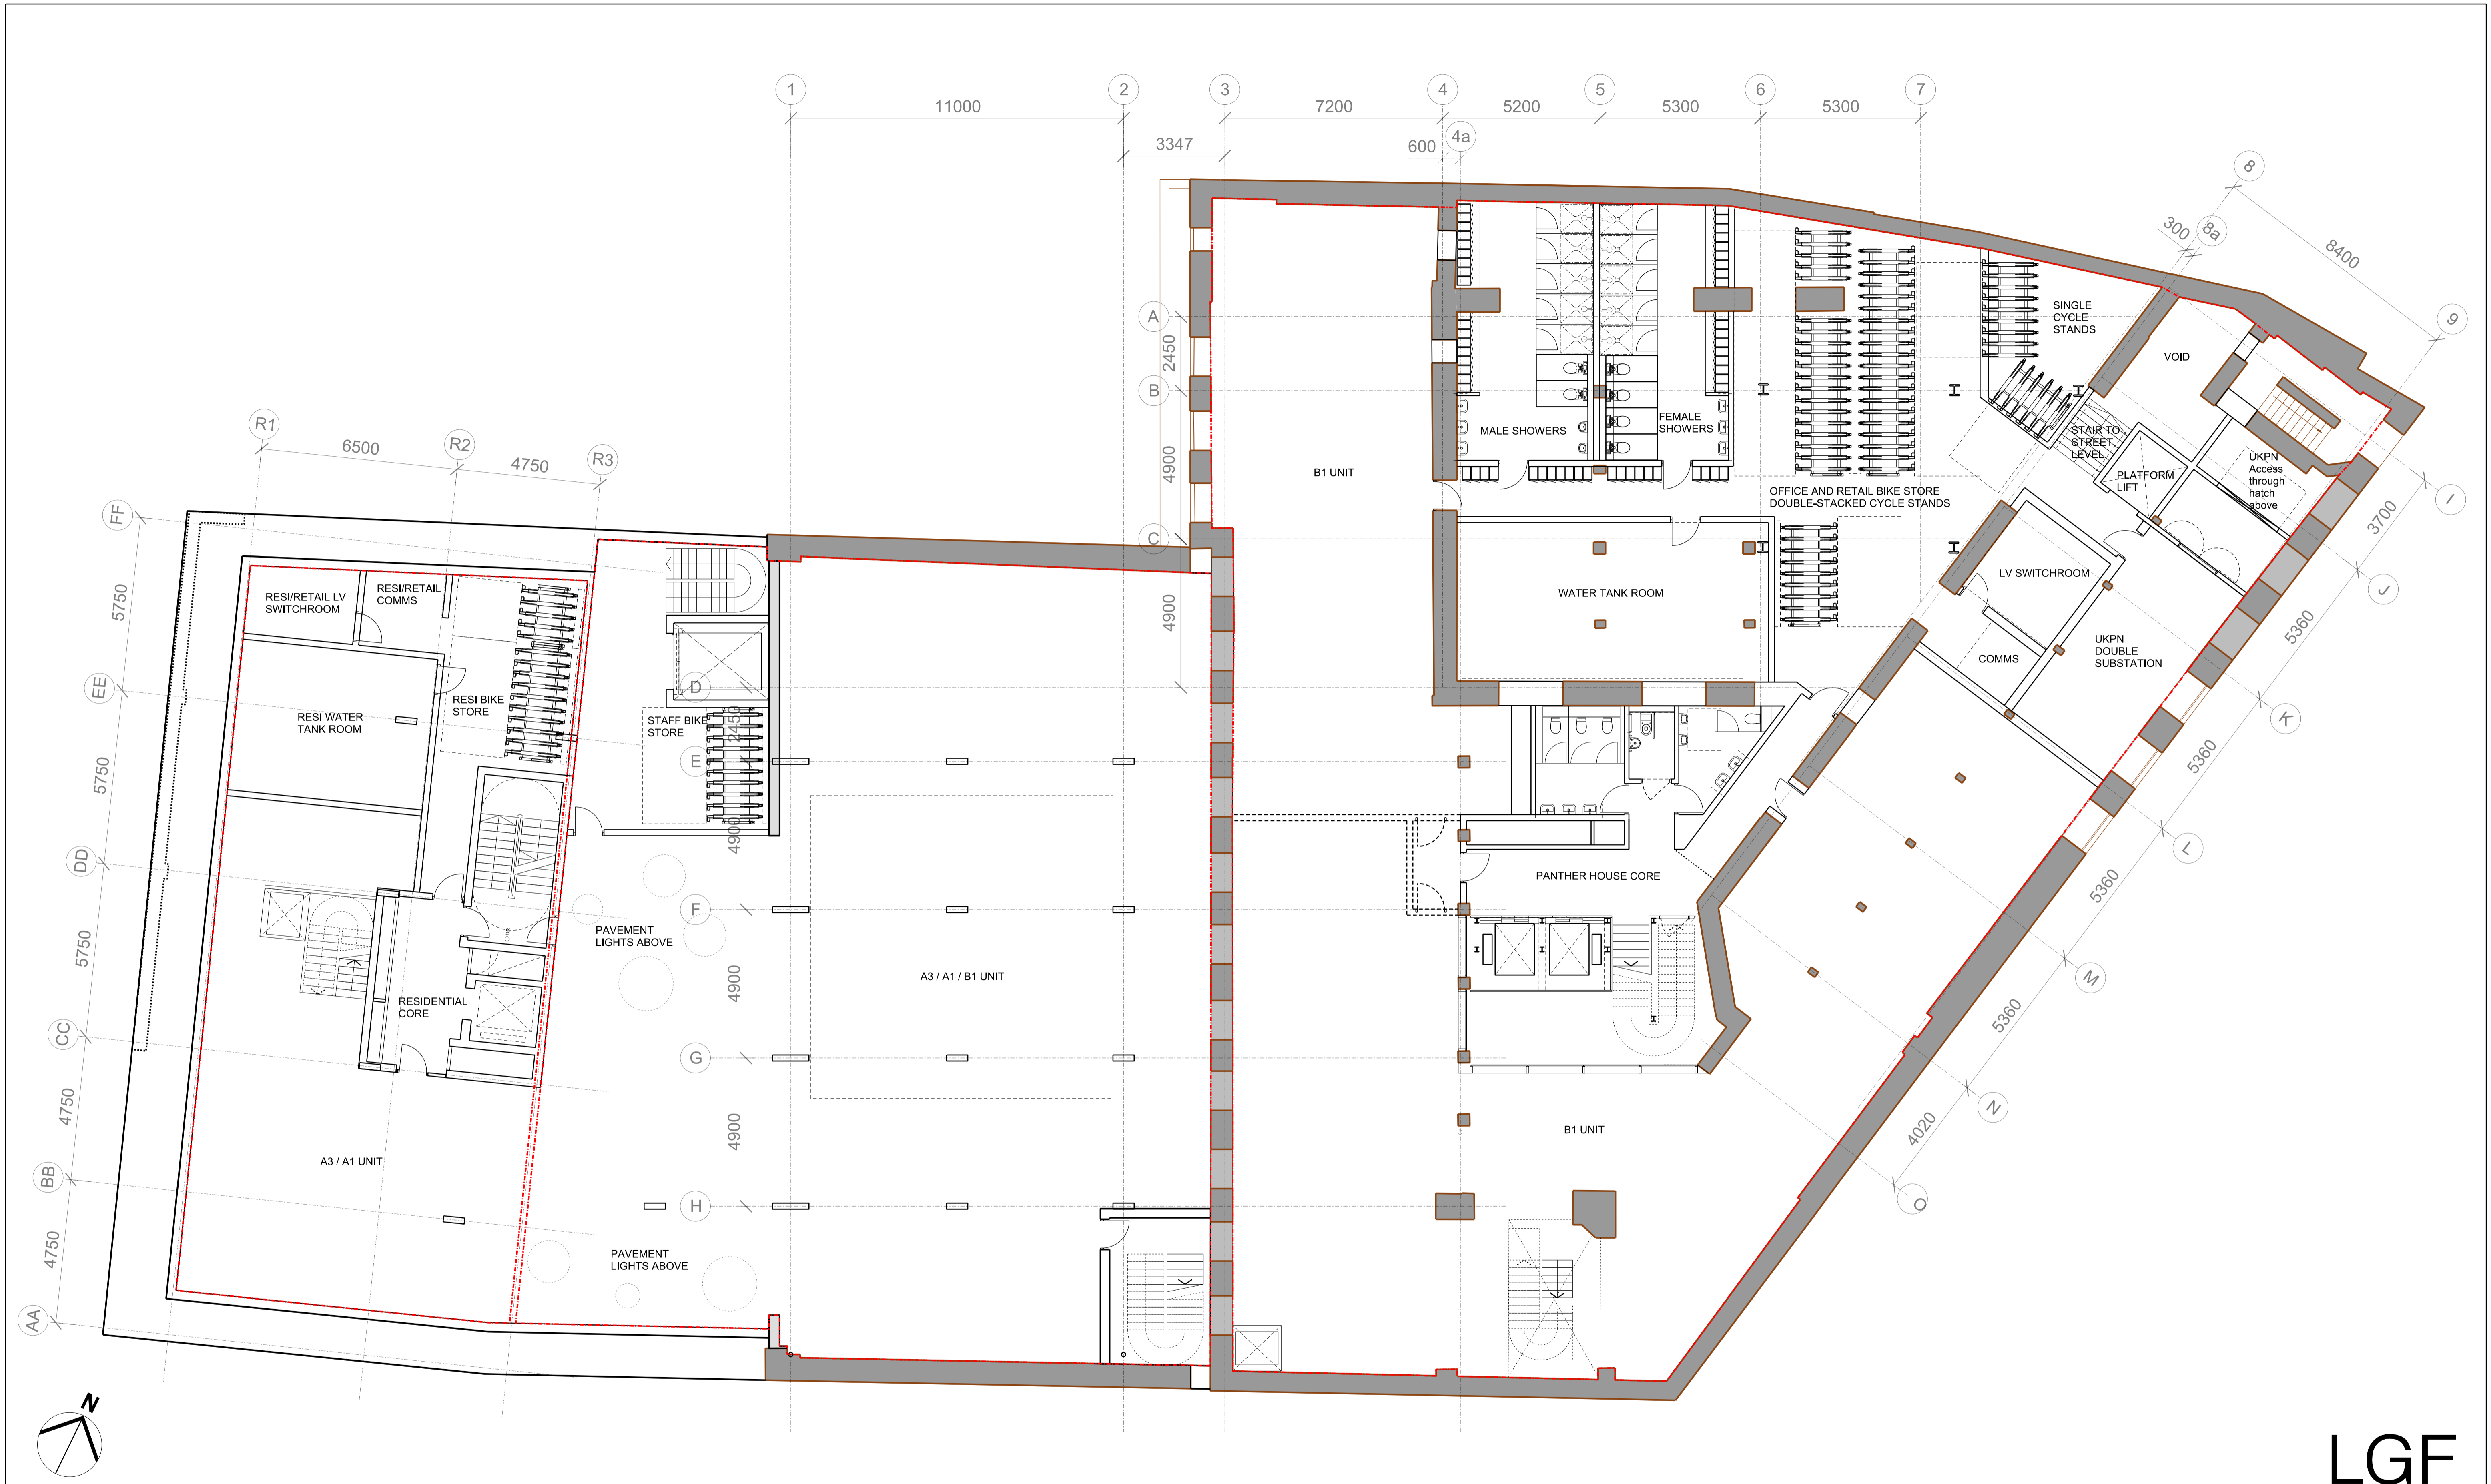 1
2
3
4
5
6
7
11000
7200
5200
5300
5300
3347
600
4a
8
300
8a
8400
9
A
2450
B
4900
C
4900
D
2450
E
4900
F
4900
G
4900
H
R1
6500
R2
4750
R3
FF
5750
EE
5750
DD
5750
CC
4750
BB
4750
AA
I
3700
J
5360
K
5360
L
5360
M
5360
N
4020
O
SINGLE
CYCLE
STANDS
VOID
B1 UNIT
MALE SHOWERS
FEMALE
SHOWERS
STAIR TO
STREET
LEVEL
PLATFORM
LIFT
UKPN
Access
through
hatch
above
OFFICE AND RETAIL BIKE STORE
DOUBLE-STACKED CYCLE STANDS
WATER TANK ROOM
LV SWITCHROOM
COMMS
UKPN
DOUBLE
SUBSTATION
RESI/RETAIL LV
SWITCHROOM
RESI/RETAIL
COMMS
RESI WATER
TANK ROOM
RESI BIKE
STORE
STAFF BIKE
STORE
PANTHER HOUSE CORE
PAVEMENT
LIGHTS ABOVE
A3 / A1 / B1 UNIT
RESIDENTIAL
CORE
B1 UNIT
A3 / A1 UNIT
PAVEMENT
LIGHTS ABOVE
N
LGF